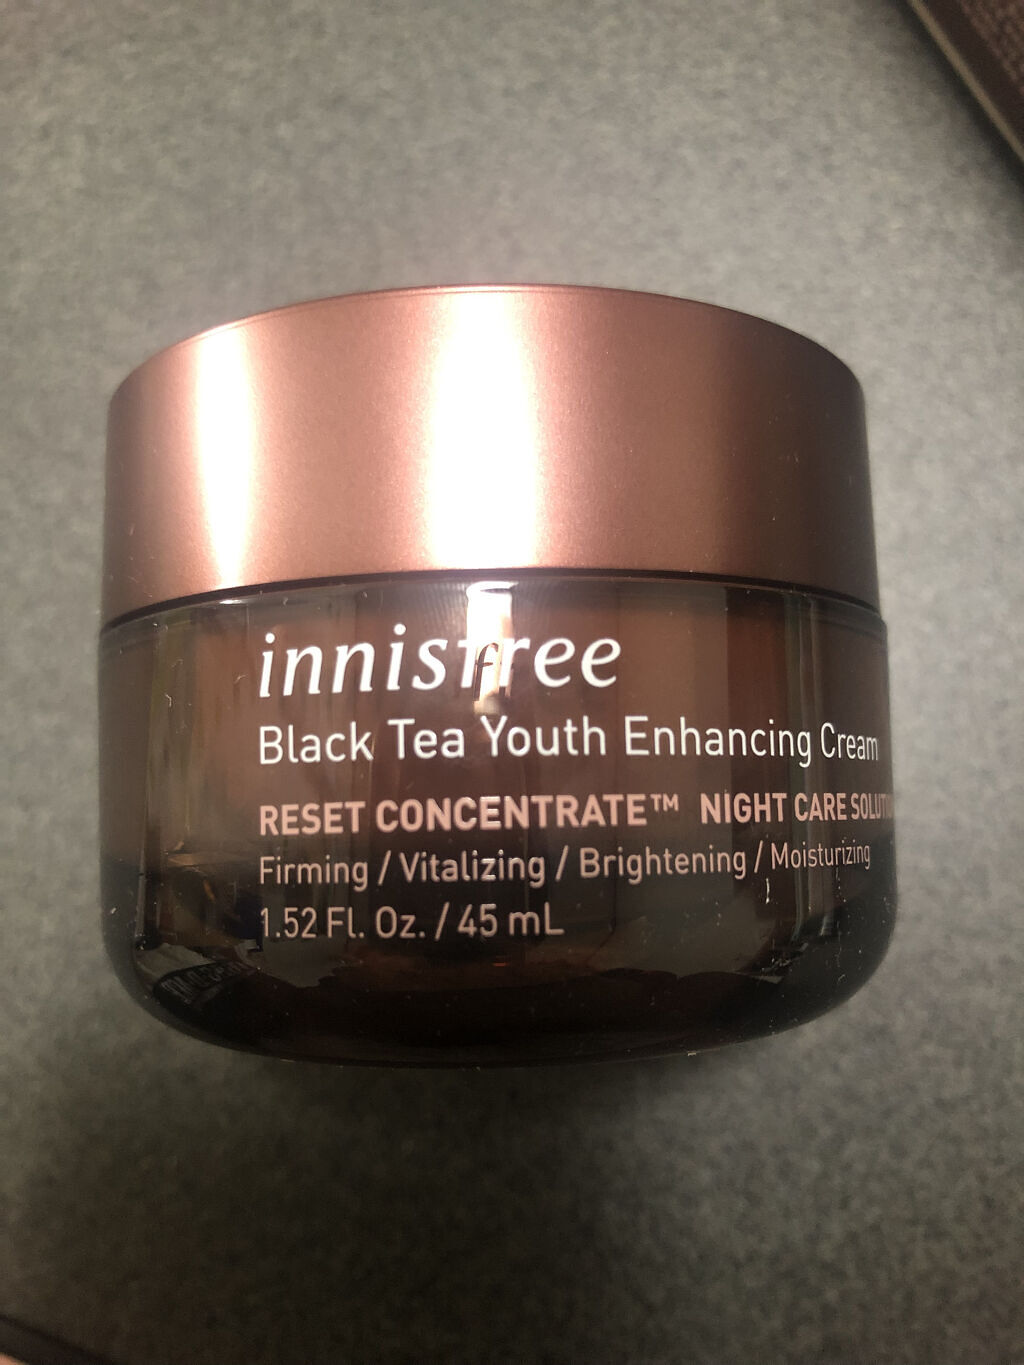 innisfree
Black Tea Youth Enhancing Cream
RESET CONCENTRATE™ NIGHT CARE
Firming / Vitalizing / Brightening / Moisturizing
1.52 Fl. Oz. / 45 mL